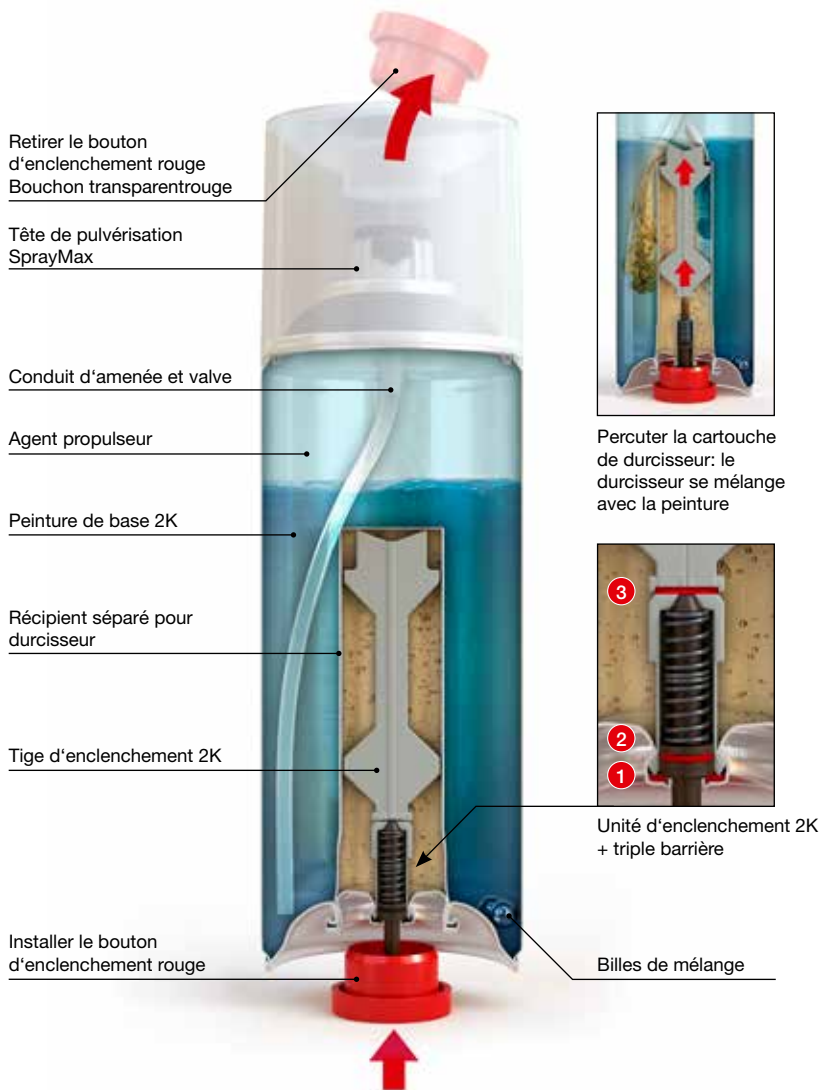 Retirer le bouton
d‘enclenchement rouge
Bouchon transparentrouge
Tête de pulvérisation
SprayMax
Conduit d‘amenée et valve
Agent propulseur
Peinture de base 2K
Récipient séparé pour
durcisseur
Tige d‘enclenchement 2K
Installer le bouton
d‘enclenchement rouge
Percuter la cartouche
de durcisseur: le
durcisseur se mélange
avec la peinture
3
2
1
Unité d‘enclenchement 2K
+ triple barrière
Billes de mélange